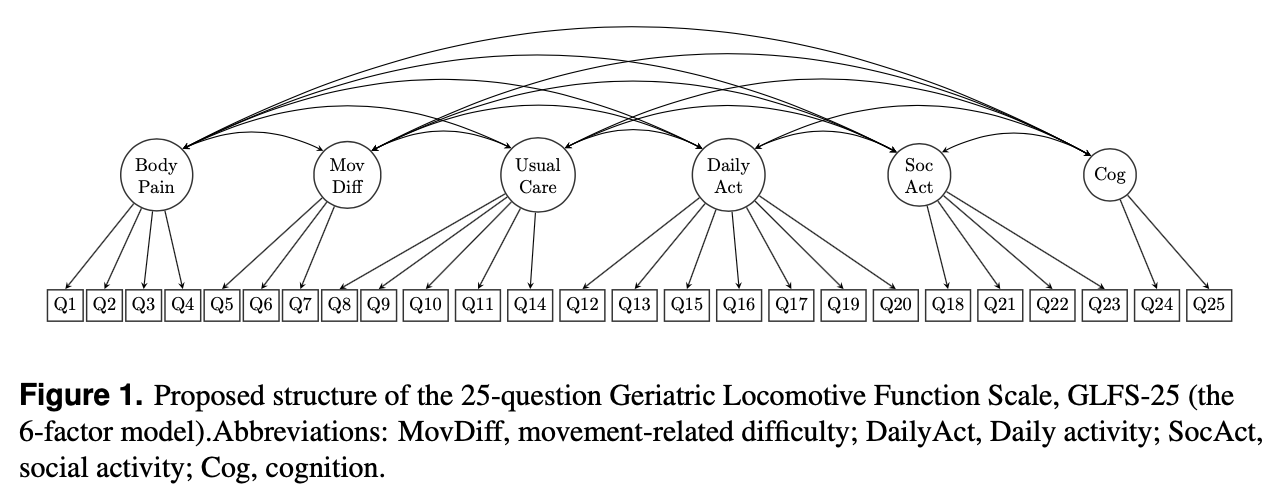 Body
Pain
Mov
Diff
Usual
Care
Daily
Act
Soc
Act
Cog
Q1 Q2 Q3 Q4 Q5 Q6 Q7 Q8 Q9 Q10 Q11 Q14 Q12 Q13 Q15 Q16 Q17 Q19 Q20 Q18 Q21 Q22 Q23 Q24 Q25
Figure 1. Proposed structure of the 25-question Geriatric Locomotive Function Scale, GLFS-25 (the
6-factor model).Abbreviations: MovDiff, movement-related difficulty; DailyAct, Daily activity; SocAct,
social activity; Cog, cognition.